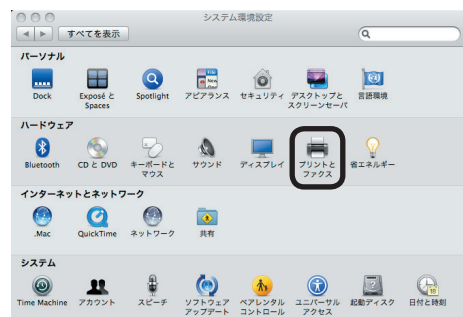 システム環境設定
すべてを表示
パーソナル
Dock
Exposé と
Spaces
Spotlight
アピアランス
セキュリティ
デスクトップと
スクリーンセーバ
言語環境
ハードウェア
Bluetooth
CD と DVD
キーボードと
マウス
サウンド
ディスプレイ
プリントと
ファクス
省エネルギー
インターネットとネットワーク
.Mac
QuickTime
ネットワーク
共有
システム
Time Machine
アカウント
スピーチ
ソフトウェア
アップデート
ペアレンタル
コントロール
ユニバーサル
アクセス
起動ディスク
日付と時刻